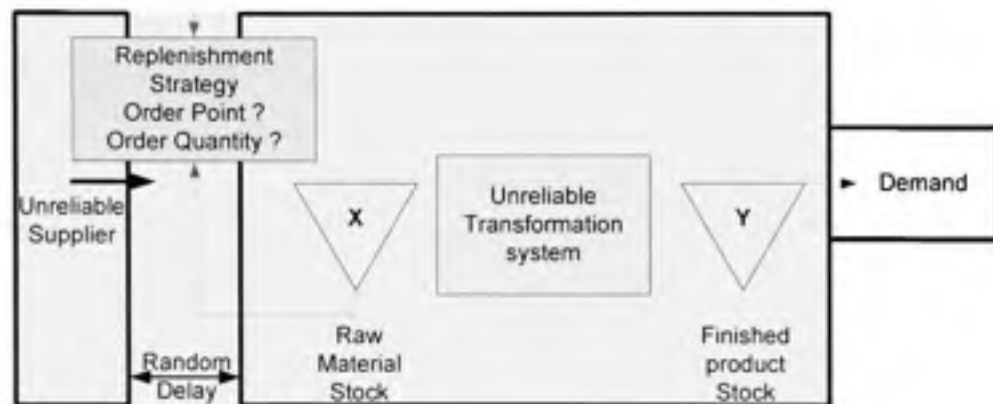 Replenishment
Strategy
Order Point ?
Order Quantity ?
Unreliable
Supplier
X
Unreliable
Transformation
system
Y
Demand
Random
Delay
Raw
Material
Stock
Finished
product
Stock